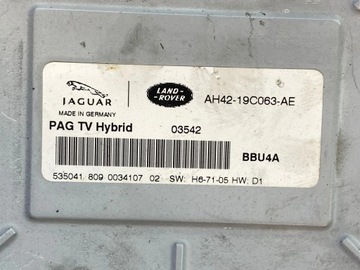 JAGUAR
MADE IN GERMANY
LAND-
ROVER
AH42-19C063-AE
PAG TV Hybrid 03542
BBU4A
535041 809 0034107 02 SW: H6-71-05 HW: D1